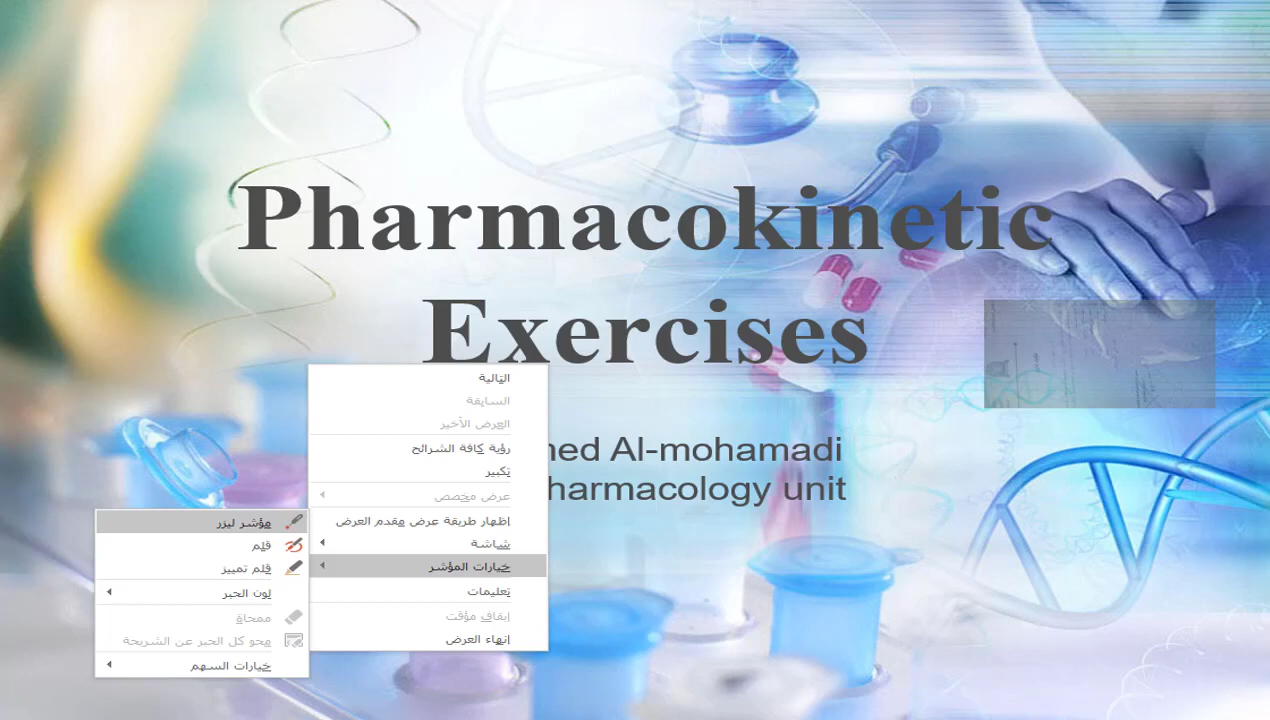 Pharmacokinetic
Exercises
Al-mohamadi
unit
التالية
السابقة
العرض الأخير
رؤية كافة الشرائح
تكبير
عرض مخصص
إظهار طريقة عرض مقدم العرض
شاشة
خيارات المؤشر
تعليمات
إيقاف مؤقت
إنهاء العرض
مؤشر ليزر
قلم
قلم تمييز
لون الحبر
ممحاة
محو كل الحبر عن الشريحة
خيارات السهم